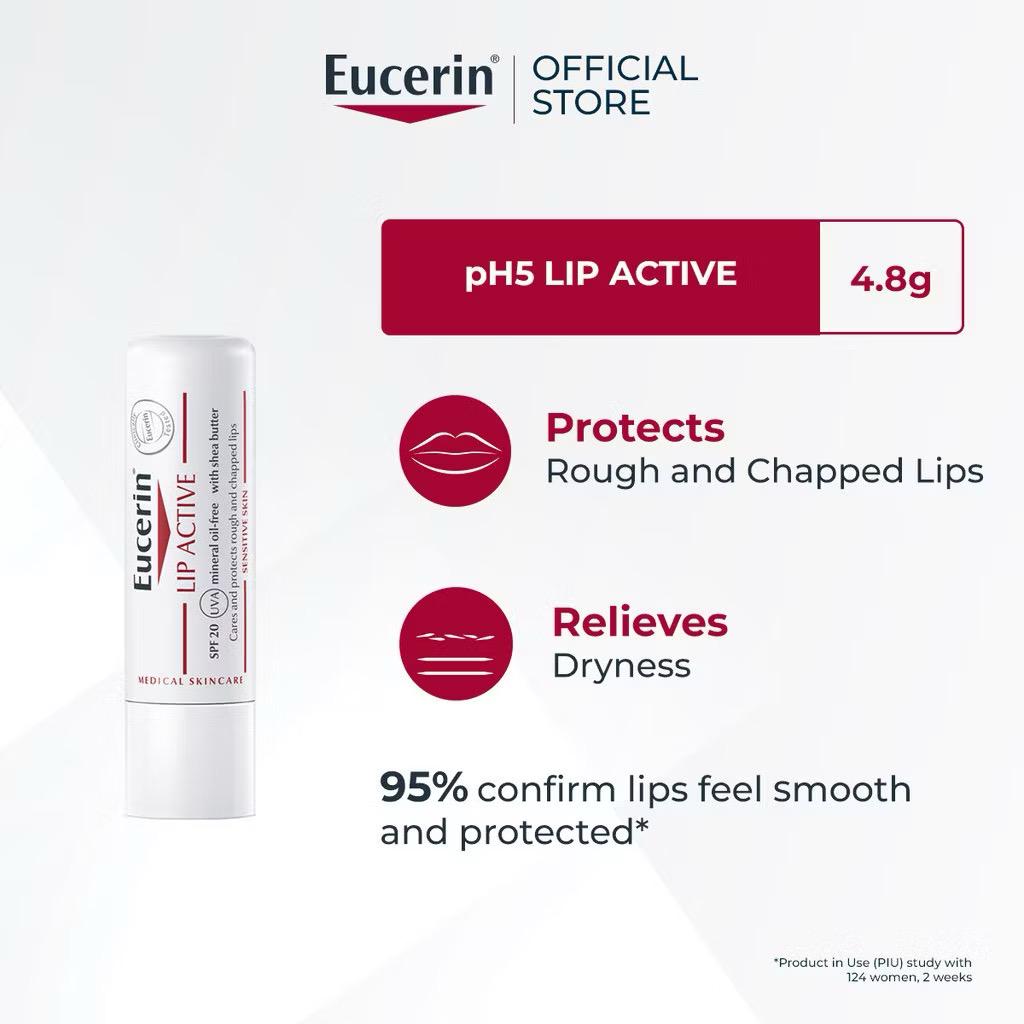 Eucerin®
OFFICIAL
STORE
pH5 LIP ACTIVE
4.8g
Protects
Rough and Chapped Lips
Relieves
Dryness
95% confirm lips feel smooth
and protected*
*Product in Use (PIU) study with
124 women, 2 weeks
Eucerin
Tested
Eucerin®
LIP ACTIVE
SPF 20 UVA mineral oil-free with shea butter
Cares and protects rough and chapped lips
SENSITIVE SKIN
MEDICAL SKINCARE